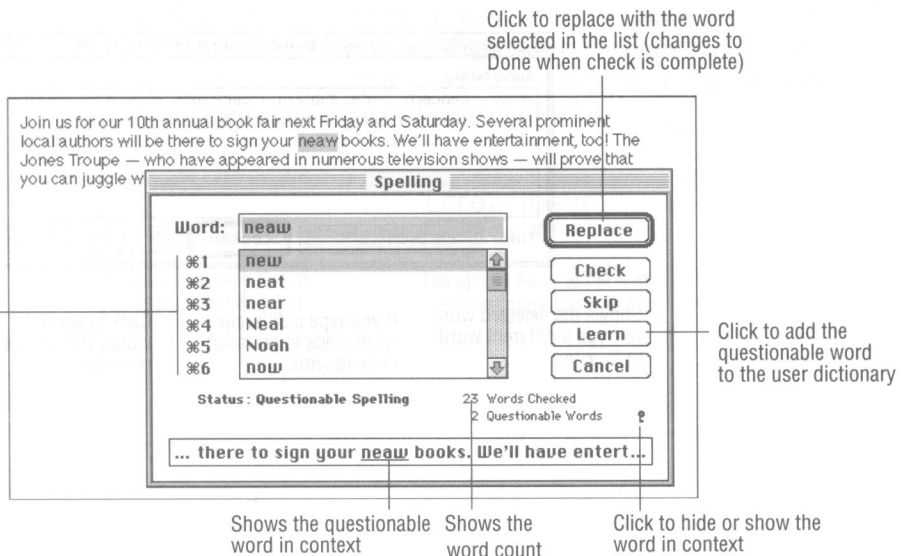 Click to replace with the word
selected in the list (changes to
Done when check is complete)
Join us for our 10th annual book fair next Friday and Saturday. Several prominent
local authors will be there to sign your neaw books. We'll have entertainment, too! The
Jones Troupe — who have appeared in numerous television shows — will prove that
you can juggle w
Spelling
Word: neaw
Replace
⌘1 new
⌘2 neat
⌘3 near
⌘4 Neal
⌘5 Noah
⌘6 now
Check
Skip
Learn
Cancel
Click to add the
questionable word
to the user dictionary
Status : Questionable Spelling
23 Words Checked
2 Questionable Words
... there to sign your neaw books. We'll have entert...
Shows the questionable
word in context
Shows the
word count
Click to hide or show the
word in context